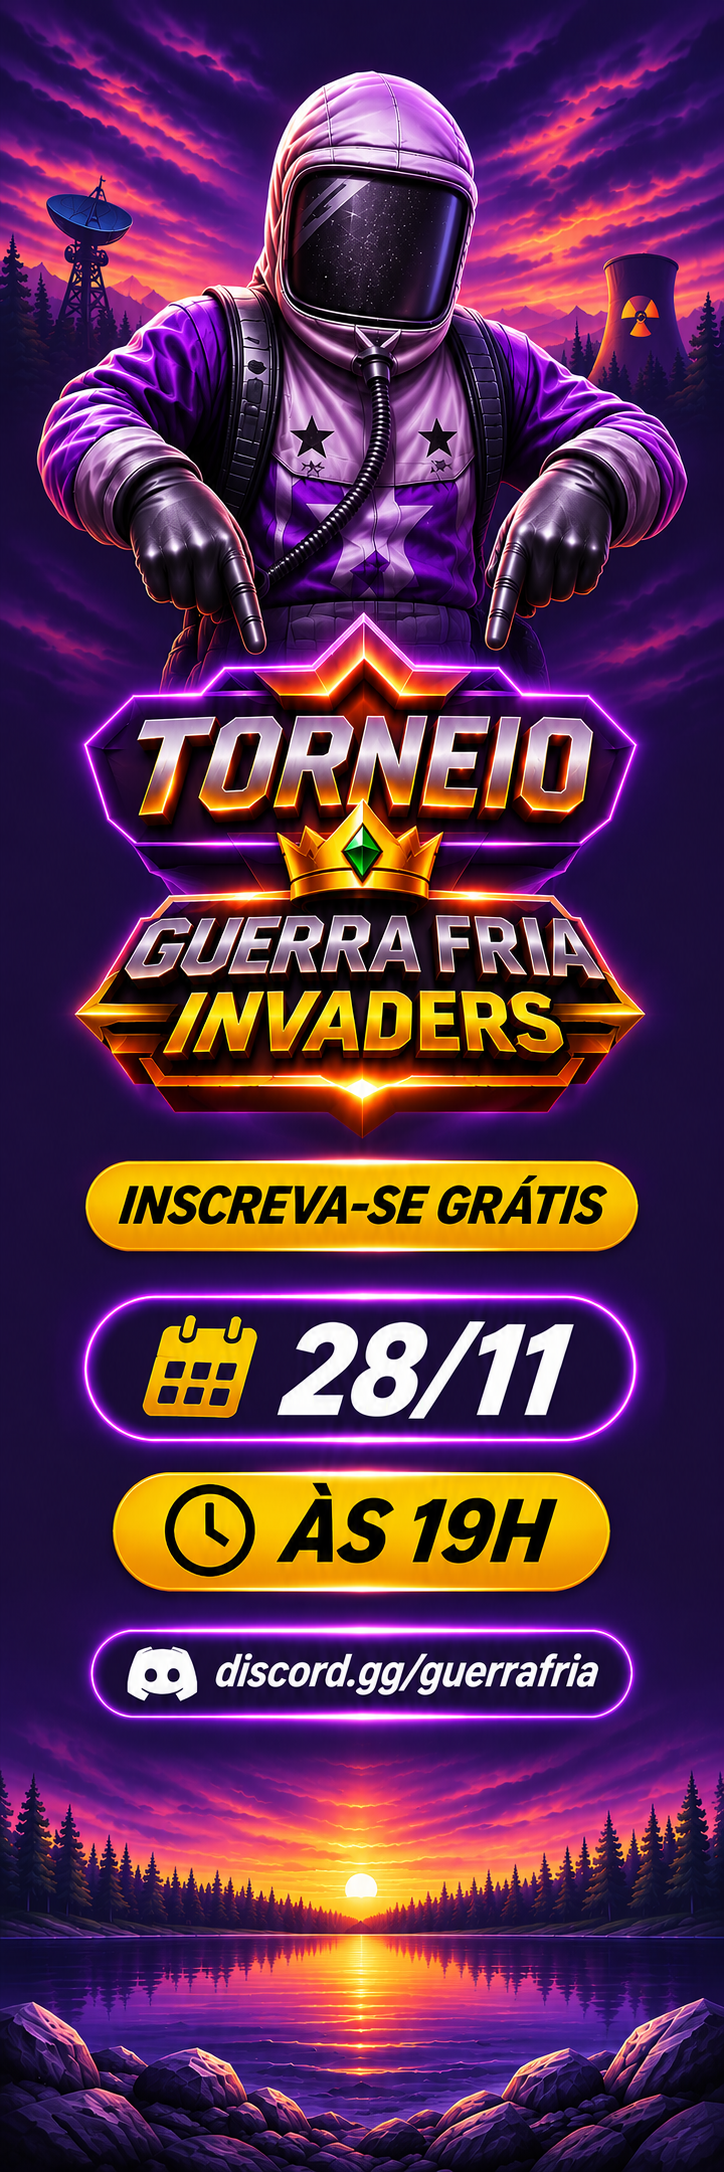 TORNEIO
GUERRA FRIA
INVADERS
INSCREVA-SE GRÁTIS
28/11
ÀS 19H
discord.gg/guerrafria